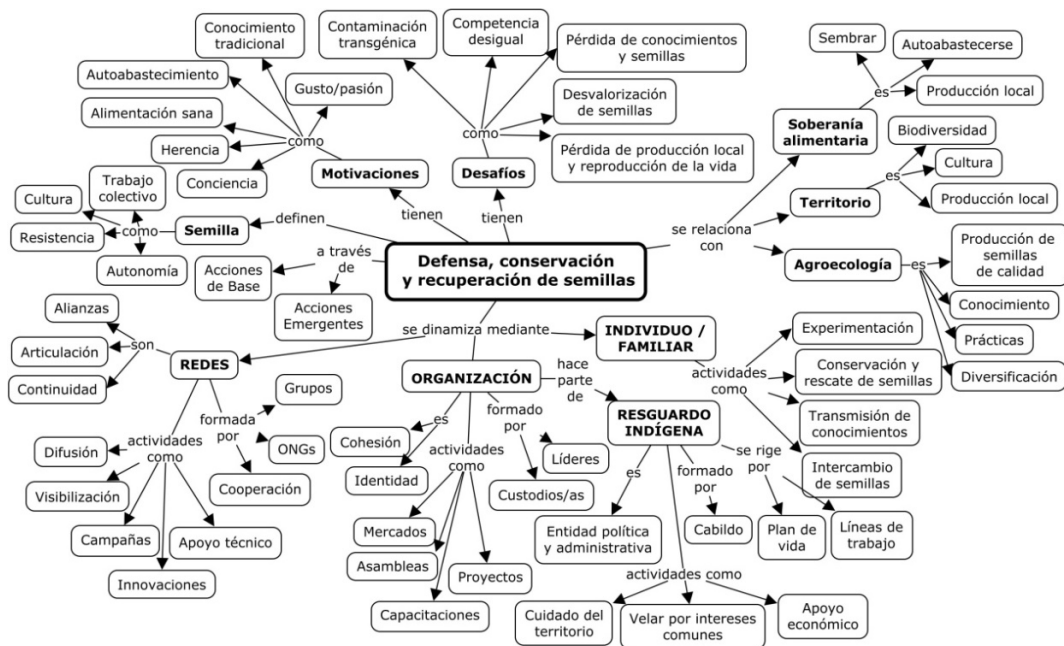 Conocimiento
tradicional
Contaminación
transgénica
Competencia
desigual
Pérdida de conocimientos
y semillas
Sembrar
Autoabastecerse
Autoabastecimiento
Gusto/pasión
es
Producción local
Alimentación sana
Desvalorización
de semillas
como
como
Soberanía
alimentaria
Biodiversidad
Herencia
Pérdida de producción local
y reproducción de la vida
Cultura
es
Conciencia
Motivaciones
Desafíos
Territorio
Producción local
Trabajo
colectivo
Cultura
tienen
tienen
definen
Semilla
como
Resistencia
se relaciona
con
Autonomía
Acciones
de Base
a través
de
Defensa, conservación
y recuperación de semillas
Agroecología
es
Producción de
semillas
de calidad
Acciones
Emergentes
Conocimiento
Alianzas
se dinamiza mediante
INDIVIDUO /
FAMILIAR
Experimentación
Prácticas
son
Articulación
REDES
Continuidad
ORGANIZACIÓN
hace
parte
de
actividades
como
Conservación y
rescate de semillas
Diversificación
Grupos
formada
por
RESGUARDO
INDÍGENA
Transmisión de
conocimientos
es
formado
por
Cohesión
Difusión
actividades
como
ONGs
actividades
como
Líderes
se rige
por
Intercambio
de semillas
Identidad
es
formado
por
Visibilización
Cooperación
Custodios/as
Mercados
Entidad política
y administrativa
Cabildo
Plan de
vida
Líneas de
trabajo
Campañas
Apoyo técnico
Asambleas
Proyectos
Innovaciones
actividades como
Capacitaciones
Cuidado del
territorio
Velar por intereses
comunes
Apoyo
económico